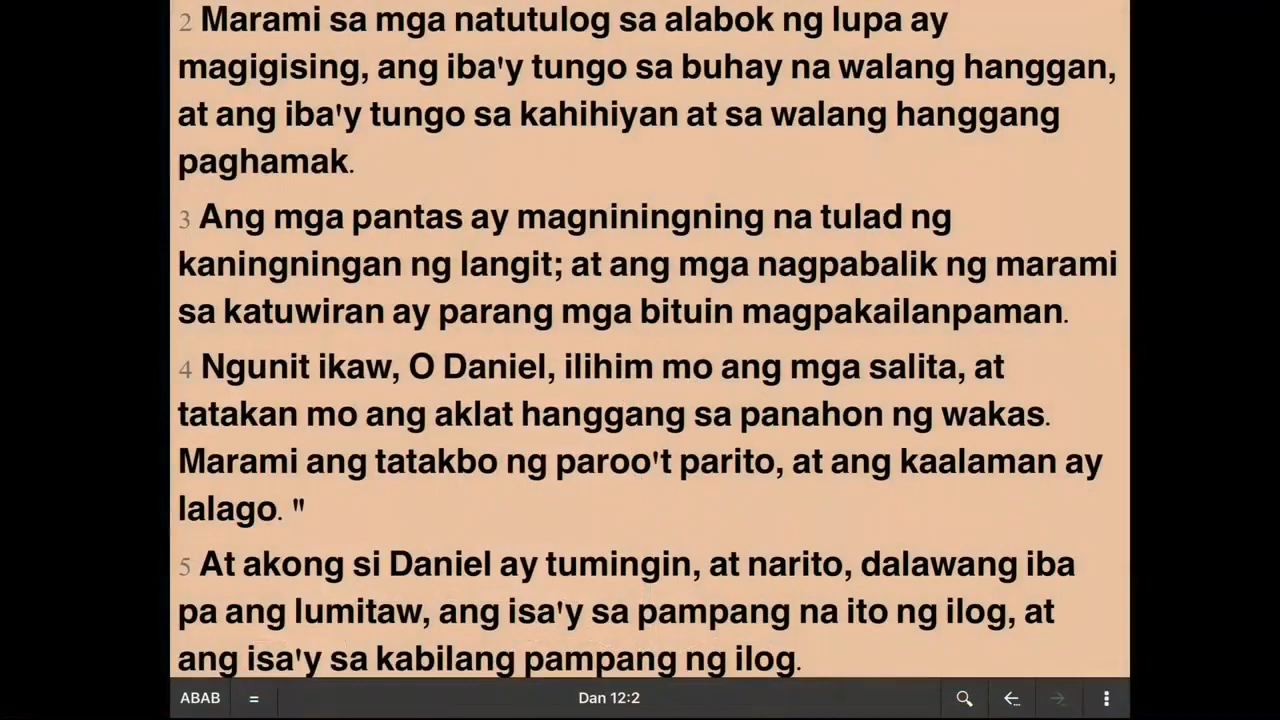 2 Marami sa mga natutulog sa alabok ng lupa ay
magigising, ang iba'y tungo sa buhay na walang hanggan,
at ang iba'y tungo sa kahihiyan at sa walang hanggang
paghamak.
3 Ang mga pantas ay magniningning na tulad ng
kaningningan ng langit; at ang mga nagpabalik ng marami
sa katuwiran ay parang mga bituin magpakailanpaman.
4 Ngunit ikaw, O Daniel, ilihim mo ang mga salita, at
tatakan mo ang aklat hanggang sa panahon ng wakas.
Marami ang tatakbo ng paroo't parito, at ang kaalaman ay
lalago. "
5 At akong si Daniel ay tumingin, at narito, dalawang iba
pa ang lumitaw, ang isa'y sa pampang na ito ng ilog, at
ang isa'y sa kabilang pampang ng ilog.
ABAB = Dan 12:2